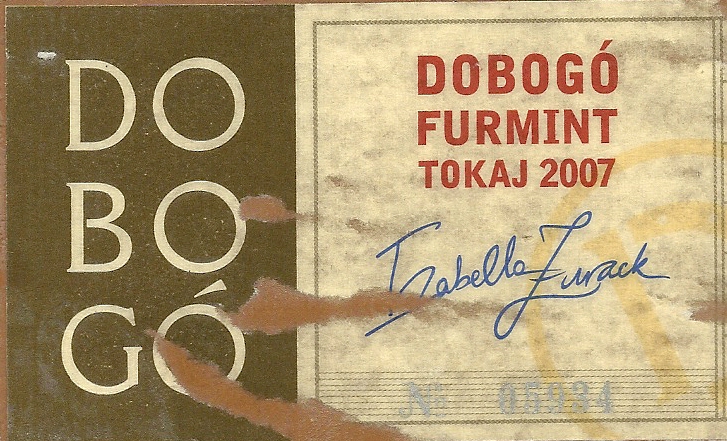 DO
BO
GÓ
DOBOGÓ
FURMINT
TOKAJ 2007
Izabella Zwack
№ 05934